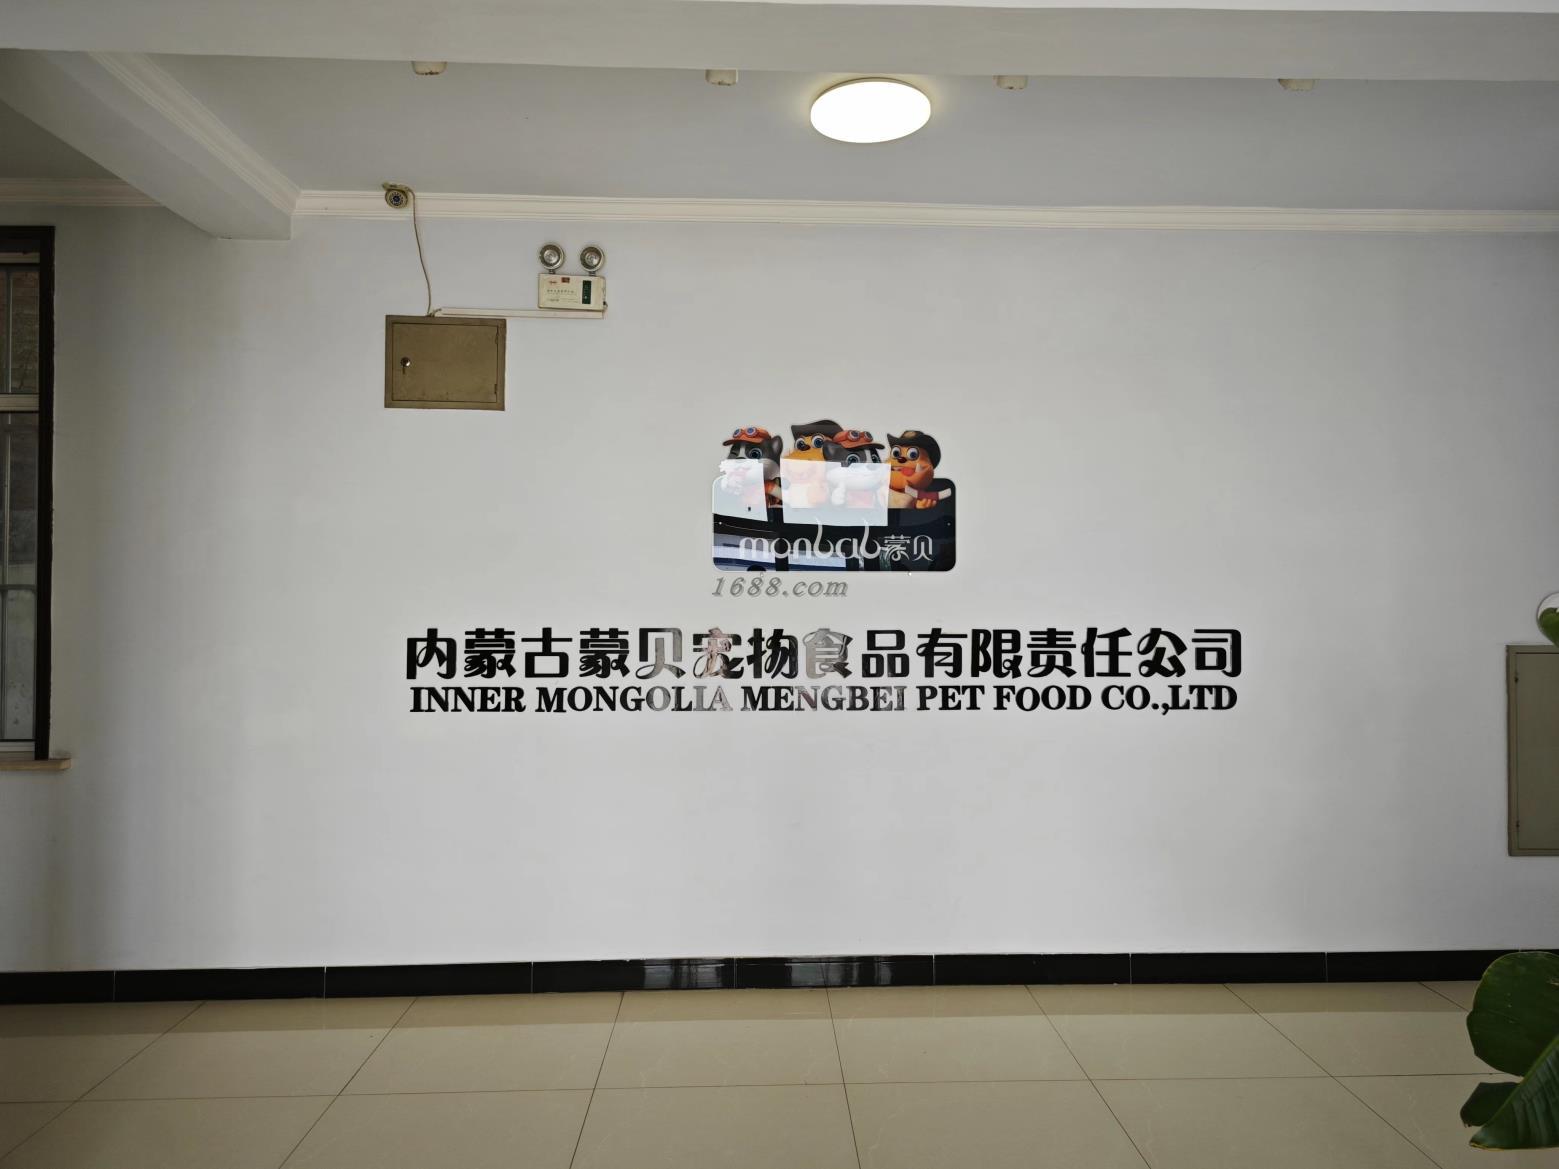 monbab蒙贝
1688.com
内蒙古蒙贝宠物食品有限责任公司
INNER MONGOLIA MENGBEI PET FOOD CO.,LTD